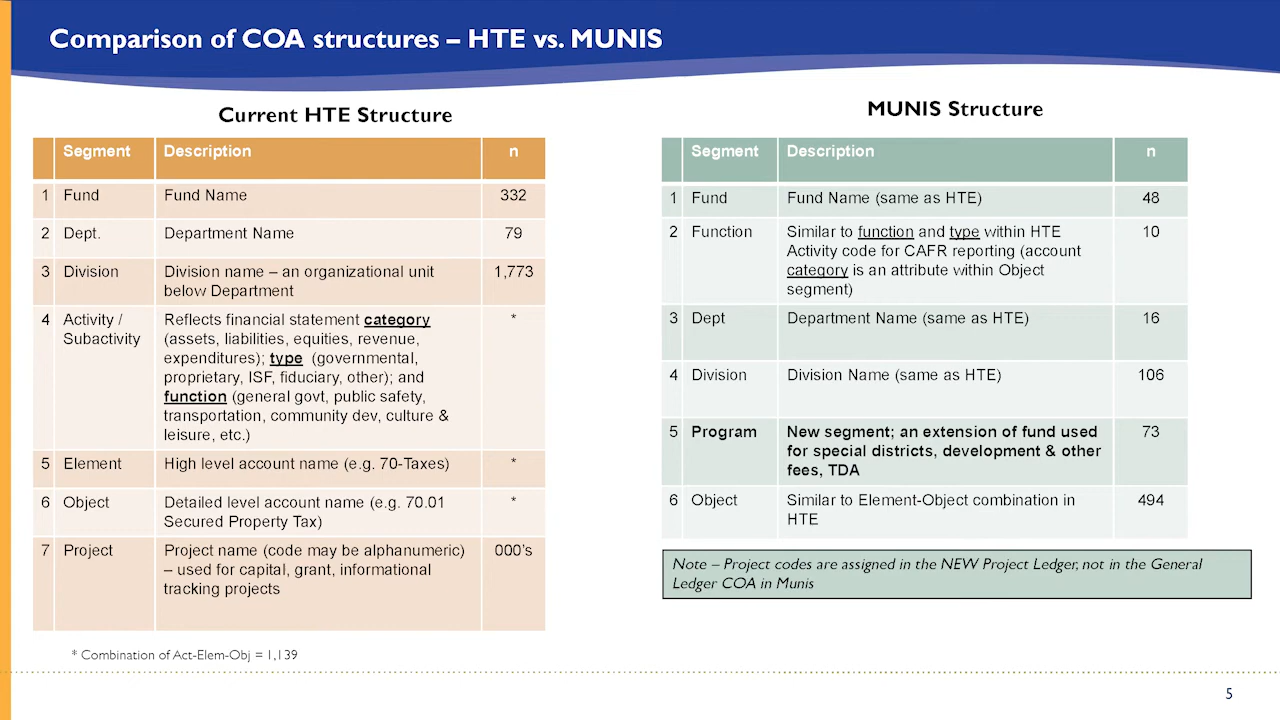 Comparison of COA structures – HTE vs. MUNIS
Current HTE Structure
Segment Description n
1 Fund Fund Name 332
2 Dept. Department Name 79
3 Division Division name – an organizational unit 1,773
below Department
4 Activity / Reflects financial statement category *
Subactivity (assets, liabilities, equities, revenue,
expenditures); type (governmental,
proprietary, ISF, fiduciary, other); and
function (general govt, public safety,
transportation, community dev, culture &
leisure, etc.)
5 Element High level account name (e.g. 70-Taxes) *
6 Object Detailed level account name (e.g. 70.01 *
Secured Property Tax)
7 Project Project name (code may be alphanumeric) 000's
– used for capital, grant, informational
tracking projects
* Combination of Act-Elem-Obj = 1,139
MUNIS Structure
Segment Description n
1 Fund Fund Name (same as HTE) 48
2 Function Similar to function and type within HTE 10
Activity code for CAFR reporting (account
category is an attribute within Object
segment)
3 Dept Department Name (same as HTE) 16
4 Division Division Name (same as HTE) 106
5 Program New segment; an extension of fund used 73
for special districts, development & other
fees, TDA
6 Object Similar to Element-Object combination in 494
HTE
Note – Project codes are assigned in the NEW Project Ledger, not in the General
Ledger COA in Munis
5